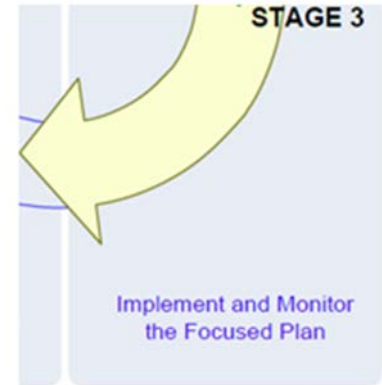 STAGE 3
Implement and Monitor
the Focused Plan